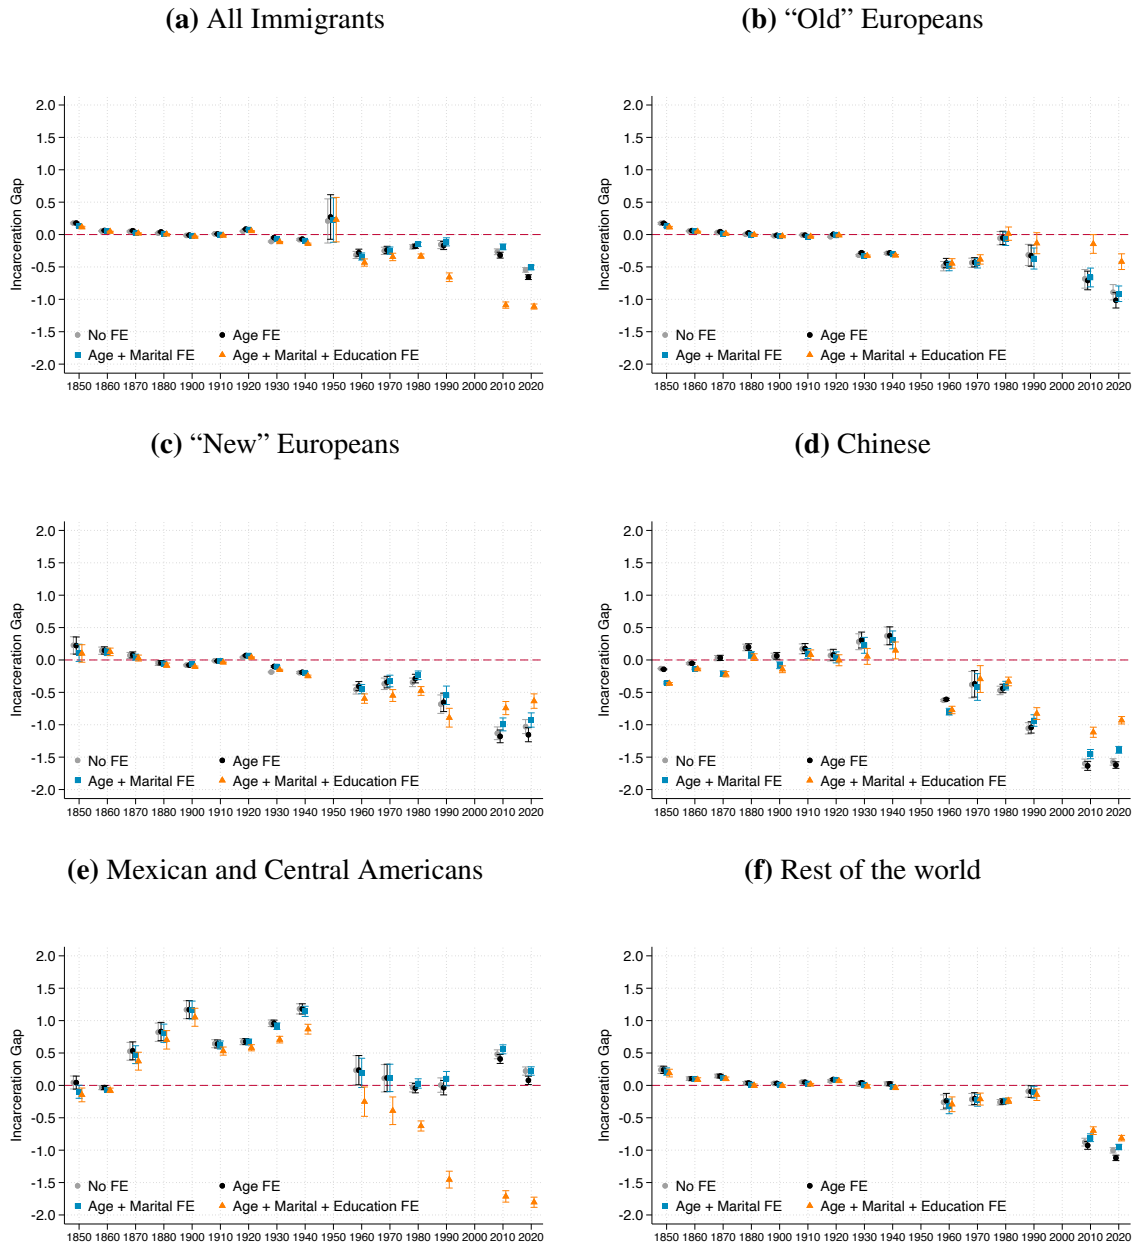 (a) All Immigrants
Incarceration Gap
2.0
1.5
1.0
0.5
0.0
-0.5
-1.0
-1.5
-2.0
No FE
Age FE
Age + Marital FE
Age + Marital + Education FE
1850 1860 1870 1880 1890 1900 1910 1920 1930 1940 1950 1960 1970 1980 1990 2000 2010 2020
(b) “Old” Europeans
Incarceration Gap
2.0
1.5
1.0
0.5
0.0
-0.5
-1.0
-1.5
-2.0
No FE
Age FE
Age + Marital FE
Age + Marital + Education FE
1850 1860 1870 1880 1890 1900 1910 1920 1930 1940 1950 1960 1970 1980 1990 2000 2010 2020
(c) “New” Europeans
Incarceration Gap
2.0
1.5
1.0
0.5
0.0
-0.5
-1.0
-1.5
-2.0
No FE
Age FE
Age + Marital FE
Age + Marital + Education FE
1850 1860 1870 1880 1890 1900 1910 1920 1930 1940 1950 1960 1970 1980 1990 2000 2010 2020
(d) Chinese
Incarceration Gap
2.0
1.5
1.0
0.5
0.0
-0.5
-1.0
-1.5
-2.0
No FE
Age FE
Age + Marital FE
Age + Marital + Education FE
1850 1860 1870 1880 1890 1900 1910 1920 1930 1940 1950 1960 1970 1980 1990 2000 2010 2020
(e) Mexican and Central Americans
Incarceration Gap
2.0
1.5
1.0
0.5
0.0
-0.5
-1.0
-1.5
-2.0
No FE
Age FE
Age + Marital FE
Age + Marital + Education FE
1850 1860 1870 1880 1890 1900 1910 1920 1930 1940 1950 1960 1970 1980 1990 2000 2010 2020
(f) Rest of the world
Incarceration Gap
2.0
1.5
1.0
0.5
0.0
-0.5
-1.0
-1.5
-2.0
No FE
Age FE
Age + Marital FE
Age + Marital + Education FE
1850 1860 1870 1880 1890 1900 1910 1920 1930 1940 1950 1960 1970 1980 1990 2000 2010 2020